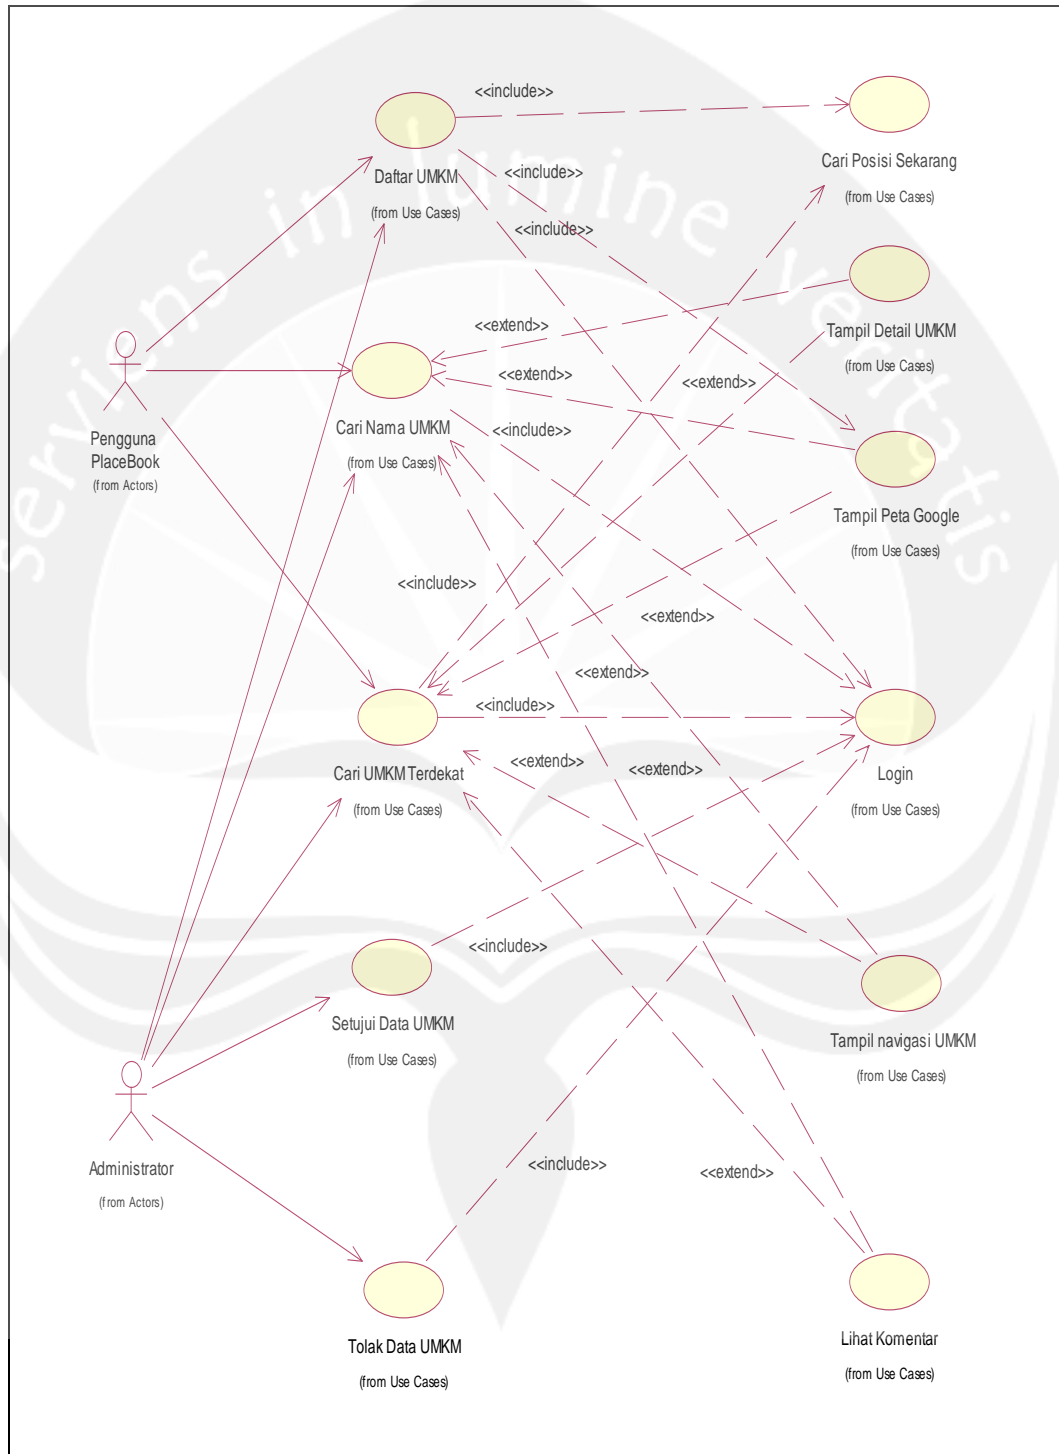 serviens in lumine veritatis
<<include>>
Cari Posisi Sekarang
(from Use Cases)
Daftar UMKM
(from Use Cases)
<<include>>
<<include>>
Tampil Detail UMKM
(from Use Cases)
<<extend>>
<<extend>>
<<extend>>
Pengguna
PlaceBook
(from Actors)
Cari Nama UMKM
(from Use Cases)
<<include>>
Tampil Peta Google
(from Use Cases)
<<include>>
<<extend>>
<<extend>>
<<include>>
Cari UMKM Terdekat
(from Use Cases)
<<extend>>
<<extend>>
Login
(from Use Cases)
<<include>>
Setujui Data UMKM
(from Use Cases)
Tampil navigasi UMKM
(from Use Cases)
Administrator
(from Actors)
<<include>>
<<extend>>
Tolak Data UMKM
(from Use Cases)
Lihat Komentar
(from Use Cases)